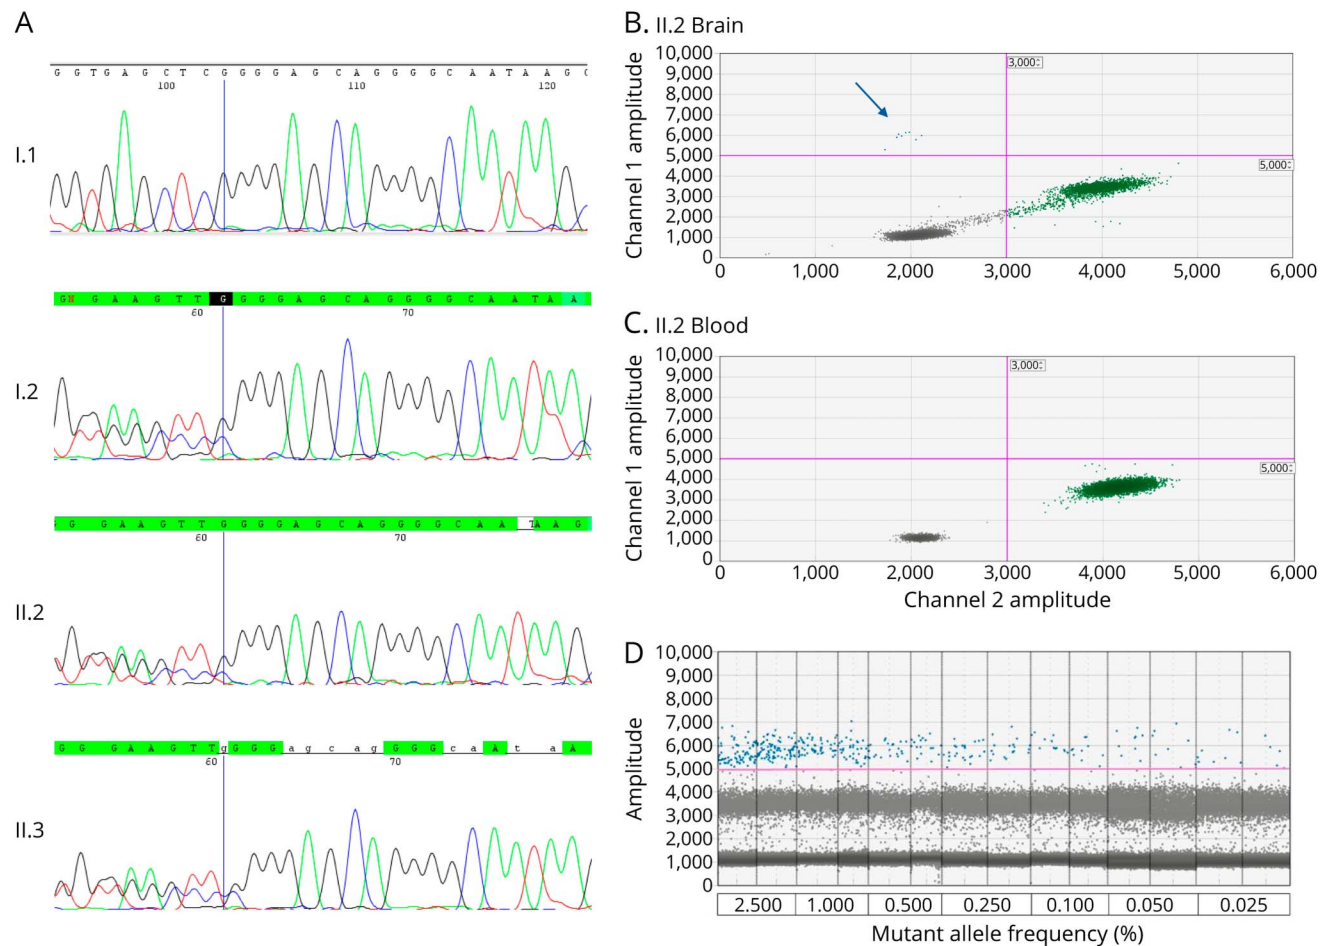 A
G G T G A G C T C G G G G A G C A G G G G C A A T A A G C
100 110 120
I.1
G N G A A G T T G G G G A G C A G G G G C A A T A A
60 70
I.2
G G G A A G T T G G G G A G C A G G G G C A A T A A G
60 70
II.2
G G G A A G T T g G G G a g c a g G G G c a A t a A
60 70
II.3
B. II.2 Brain
Channel 1 amplitude
10,000
9,000
8,000
7,000
6,000
5,000
4,000
3,000
2,000
1,000
0
3,000
5,000
0 1,000 2,000 3,000 4,000 5,000 6,000
C. II.2 Blood
Channel 1 amplitude
10,000
9,000
8,000
7,000
6,000
5,000
4,000
3,000
2,000
1,000
0
3,000
5,000
0 1,000 2,000 3,000 4,000 5,000 6,000
Channel 2 amplitude
D
Amplitude
10,000
9,000
8,000
7,000
6,000
5,000
4,000
3,000
2,000
1,000
0
2.500 1.000 0.500 0.250 0.100 0.050 0.025
Mutant allele frequency (%)